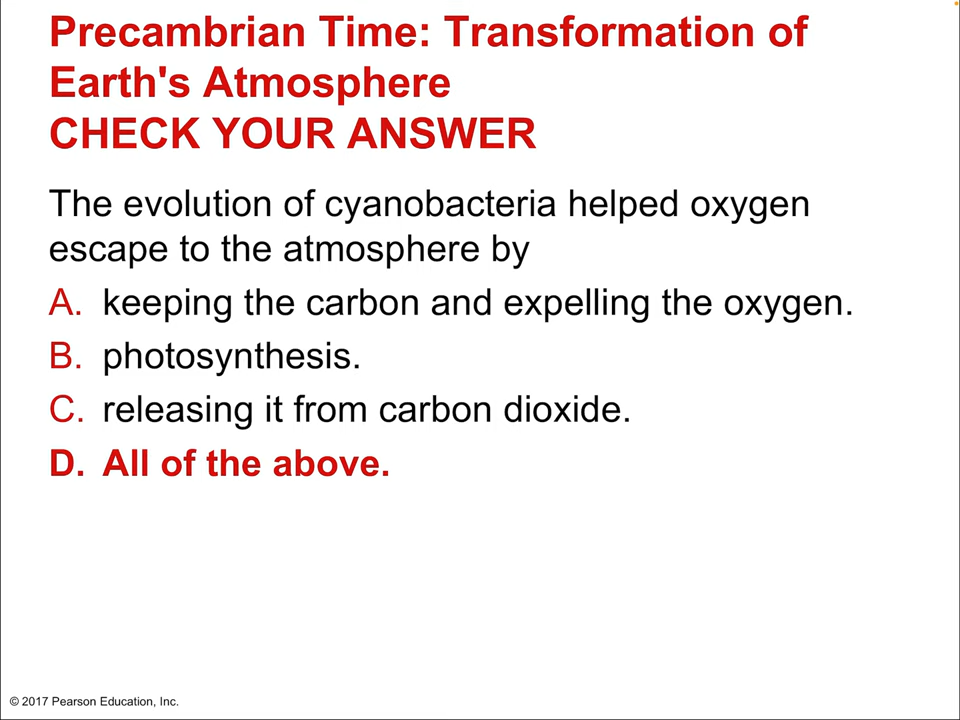 Precambrian Time: Transformation of
Earth's Atmosphere
CHECK YOUR ANSWER
The evolution of cyanobacteria helped oxygen
escape to the atmosphere by
A. keeping the carbon and expelling the oxygen.
B. photosynthesis.
C. releasing it from carbon dioxide.
D. All of the above.
© 2017 Pearson Education, Inc.